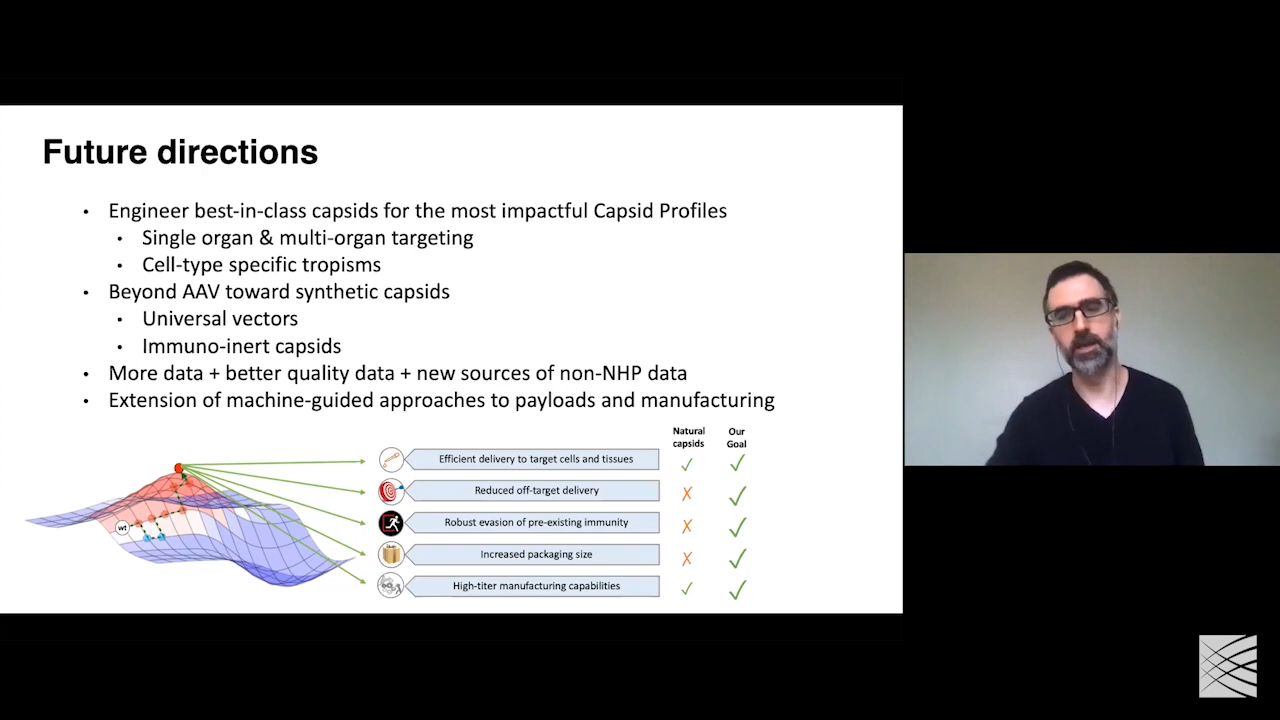 Future directions
• Engineer best-in-class capsids for the most impactful Capsid Profiles
• Single organ & multi-organ targeting
• Cell-type specific tropisms
• Beyond AAV toward synthetic capsids
• Universal vectors
• Immuno-inert capsids
• More data + better quality data + new sources of non-NHP data
• Extension of machine-guided approaches to payloads and manufacturing
Natural
capsids
Our
Goal
wt
Efficient delivery to target cells and tissues ✓ ✓
Reduced off-target delivery ✗ ✓
Robust evasion of pre-existing immunity ✗ ✓
Increased packaging size ✗ ✓
High-titer manufacturing capabilities ✓ ✓